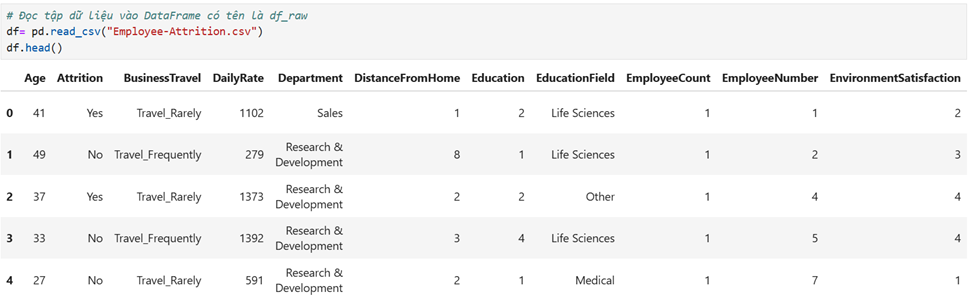 # Đọc tập dữ liệu vào DataFrame có tên là df_raw
df= pd.read_csv("Employee-Attrition.csv")
df.head()
Age Attrition BusinessTravel DailyRate Department DistanceFromHome Education EducationField EmployeeCount EmployeeNumber EnvironmentSatisfaction
0 41 Yes Travel_Rarely 1102 Sales 1 2 Life Sciences 1 1 2
1 49 No Travel_Frequently 279 Research & Development 8 1 Life Sciences 1 2 3
2 37 Yes Travel_Rarely 1373 Research & Development 2 2 Other 1 4 4
3 33 No Travel_Frequently 1392 Research & Development 3 4 Life Sciences 1 5 4
4 27 No Travel_Rarely 591 Research & Development 2 1 Medical 1 7 1